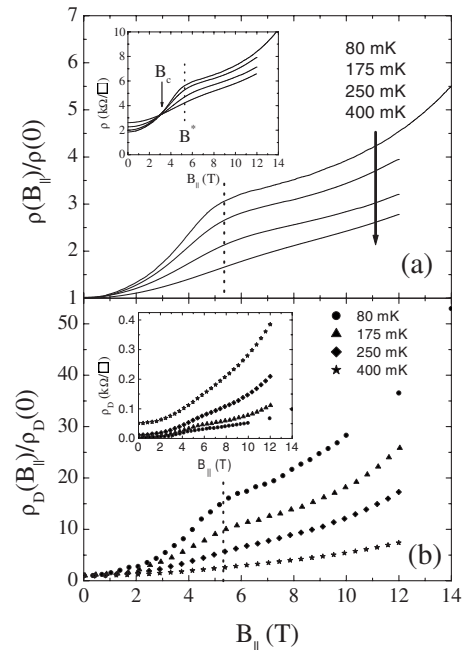 ρ(B||)/ρ(0)
7
6
5
4
3
2
1
ρ (kΩ/□)
10
8
6
4
2
0
B_c
B*
0 2 4 6 8 10 12 14
B|| (T)
80 mK
175 mK
250 mK
400 mK
(a)
ρ_D(B||)/ρ_D(0)
50
40
30
20
10
0
ρ_D (kΩ/□)
0.4
0.3
0.2
0.1
0.0
0 2 4 6 8 10 12 14
B|| (T)
80 mK
175 mK
250 mK
400 mK
(b)
0 2 4 6 8 10 12 14
B|| (T)